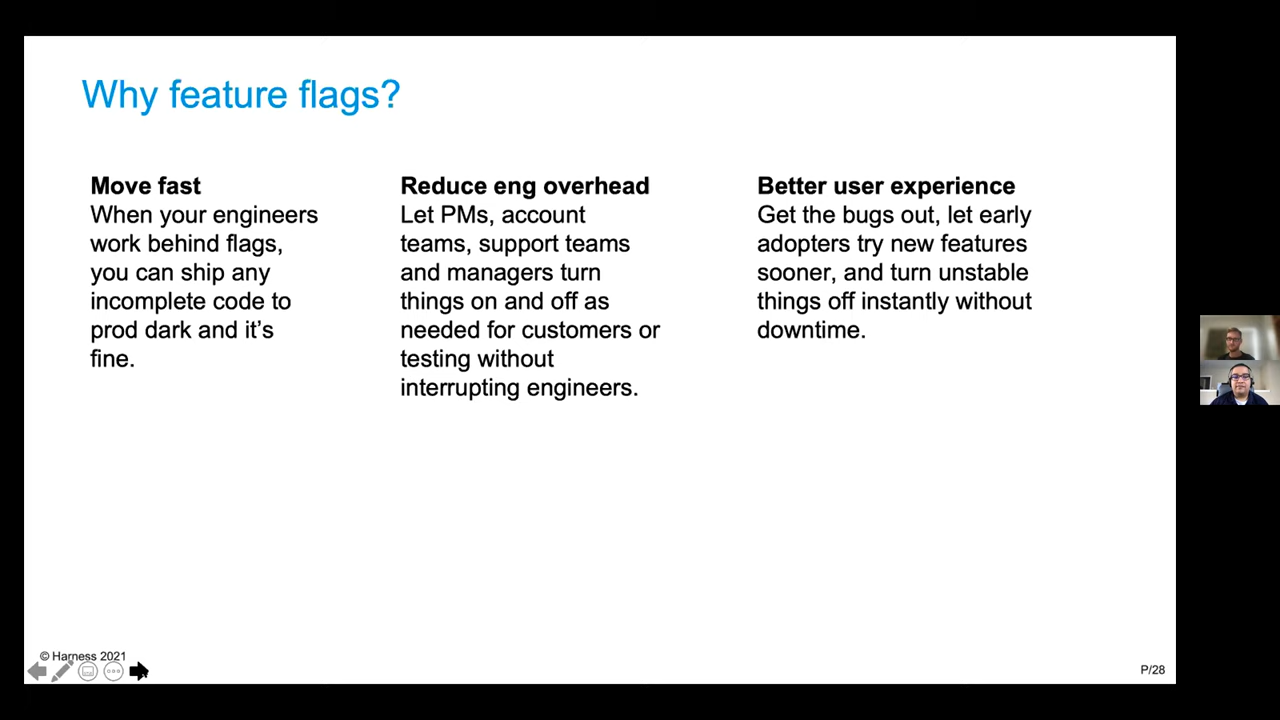 Why feature flags?
Move fast
When your engineers
work behind flags,
you can ship any
incomplete code to
prod dark and it's
fine.
Reduce eng overhead
Let PMs, account
teams, support teams
and managers turn
things on and off as
needed for customers or
testing without
interrupting engineers.
Better user experience
Get the bugs out, let early
adopters try new features
sooner, and turn unstable
things off instantly without
downtime.
© Harness 2021
P/28